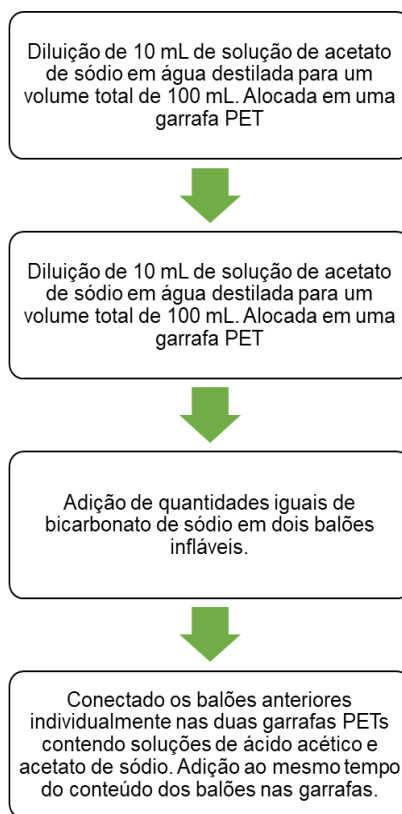 Diluição de 10 mL de solução de acetato
de sódio em água destilada para um
volume total de 100 mL. Alocada em uma
garrafa PET
Diluição de 10 mL de solução de acetato
de sódio em água destilada para um
volume total de 100 mL. Alocada em uma
garrafa PET
Adição de quantidades iguais de
bicarbonato de sódio em dois balões
infláveis.
Conectado os balões anteriores
individualmente nas duas garrafas PETs
contendo soluções de ácido acético e
acetato de sódio. Adição ao mesmo tempo
do conteúdo dos balões nas garrafas.